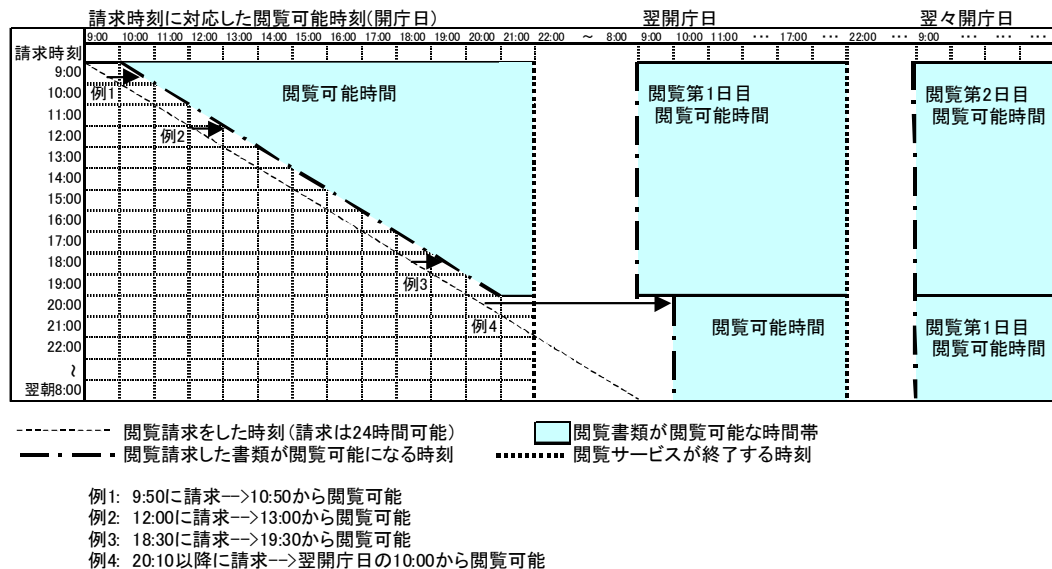 請求時刻に対応した閲覧可能時刻(開庁日) 翌開庁日 翌々開庁日
9:00 10:00 11:00 12:00 13:00 14:00 15:00 16:00 17:00 18:00 19:00 20:00 21:00 22:00 ～ 8:00 9:00 10:00 11:00 … 17:00 … 22:00 … 9:00 … … …
請求時刻
9:00
10:00
11:00
12:00
13:00
14:00
15:00
16:00
17:00
18:00
19:00
20:00
21:00
22:00
～
翌朝8:00
例1
例2
例3
例4
閲覧可能時間
閲覧第1日目
閲覧可能時間
閲覧可能時間
閲覧第2日目
閲覧可能時間
閲覧第1日目
閲覧可能時間
閲覧請求をした時刻(請求は24時間可能) 閲覧書類が閲覧可能な時間帯
閲覧請求した書類が閲覧可能になる時刻 閲覧サービスが終了する時刻
例1: 9:50に請求-->10:50から閲覧可能
例2: 12:00に請求-->13:00から閲覧可能
例3: 18:30に請求-->19:30から閲覧可能
例4: 20:10以降に請求-->翌開庁日の10:00から閲覧可能